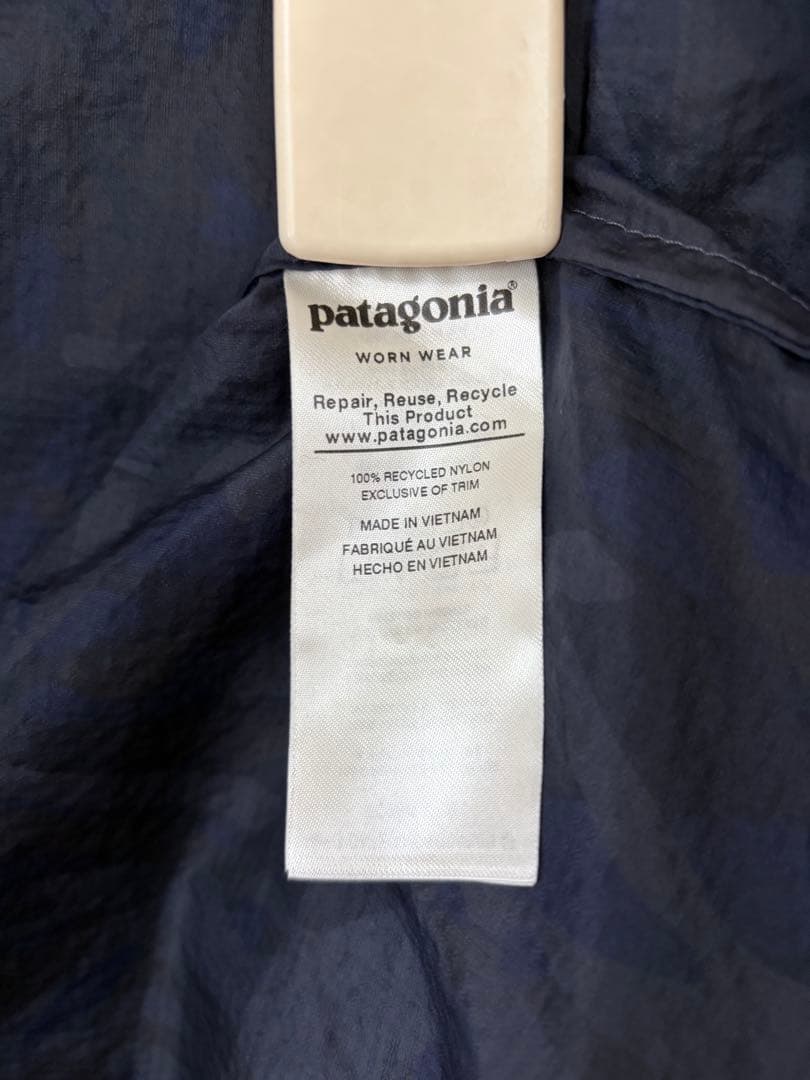 patagonia®
WORN WEAR
Repair, Reuse, Recycle
This Product
www.patagonia.com
100% RECYCLED NYLON
EXCLUSIVE OF TRIM
MADE IN VIETNAM
FABRIQUÉ AU VIETNAM
HECHO EN VIETNAM